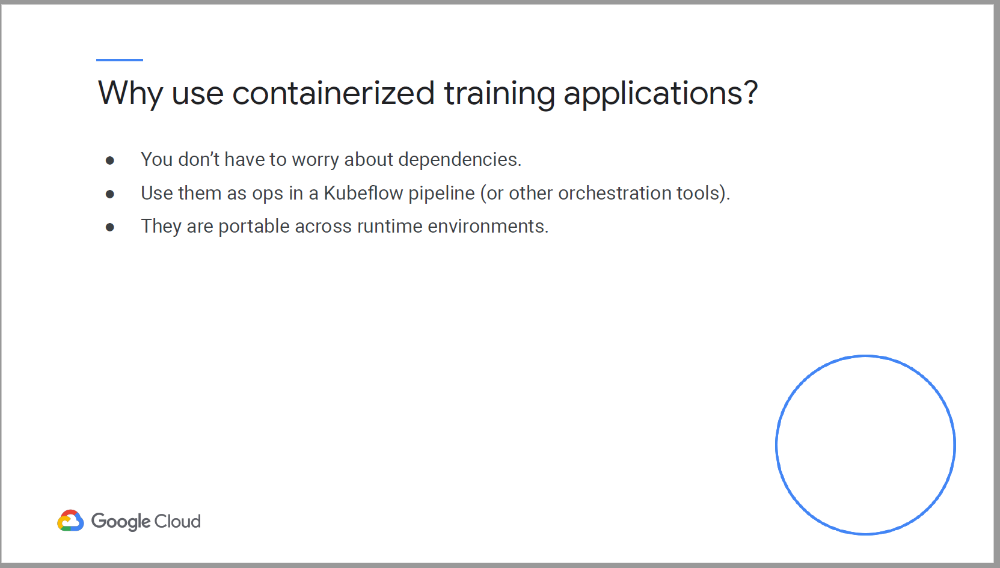 Why use containerized training applications?
● You don’t have to worry about dependencies.
● Use them as ops in a Kubeflow pipeline (or other orchestration tools).
● They are portable across runtime environments.
Google Cloud